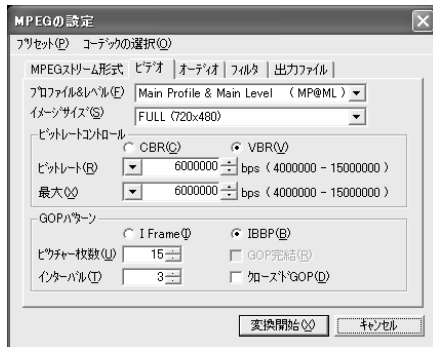 MPEGの設定
プリセット(P) コーデックの選択(O)
MPEGストリーム形式 ビデオ オーディオ フィルタ 出力ファイル
プロファイル&レベル(F) Main Profile & Main Level ( MP@ML )
イメージサイズ(S) FULL (720x480)
ビットレートコントロール
CBR(C) VBR(V)
ビットレート(R) 6000000 bps ( 4000000 - 15000000 )
最大(X) 6000000 bps ( 4000000 - 15000000 )
GOPパターン
I Frame(I) IBBP(B)
ピクチャー枚数(U) 15 GOP完結(R)
インターバル(T) 3 クローズドGOP(D)
変換開始(X) キャンセル